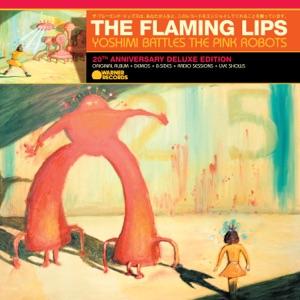 THE FLAMING LIPS
YOSHIMI BATTLES THE PINK ROBOTS
20TH ANNIVERSARY DELUXE EDITION
ORIGINAL ALBUM • DEMOS • B-SIDES • RADIO SESSIONS • LIVE SHOWS
WARNER
RECORDS
25